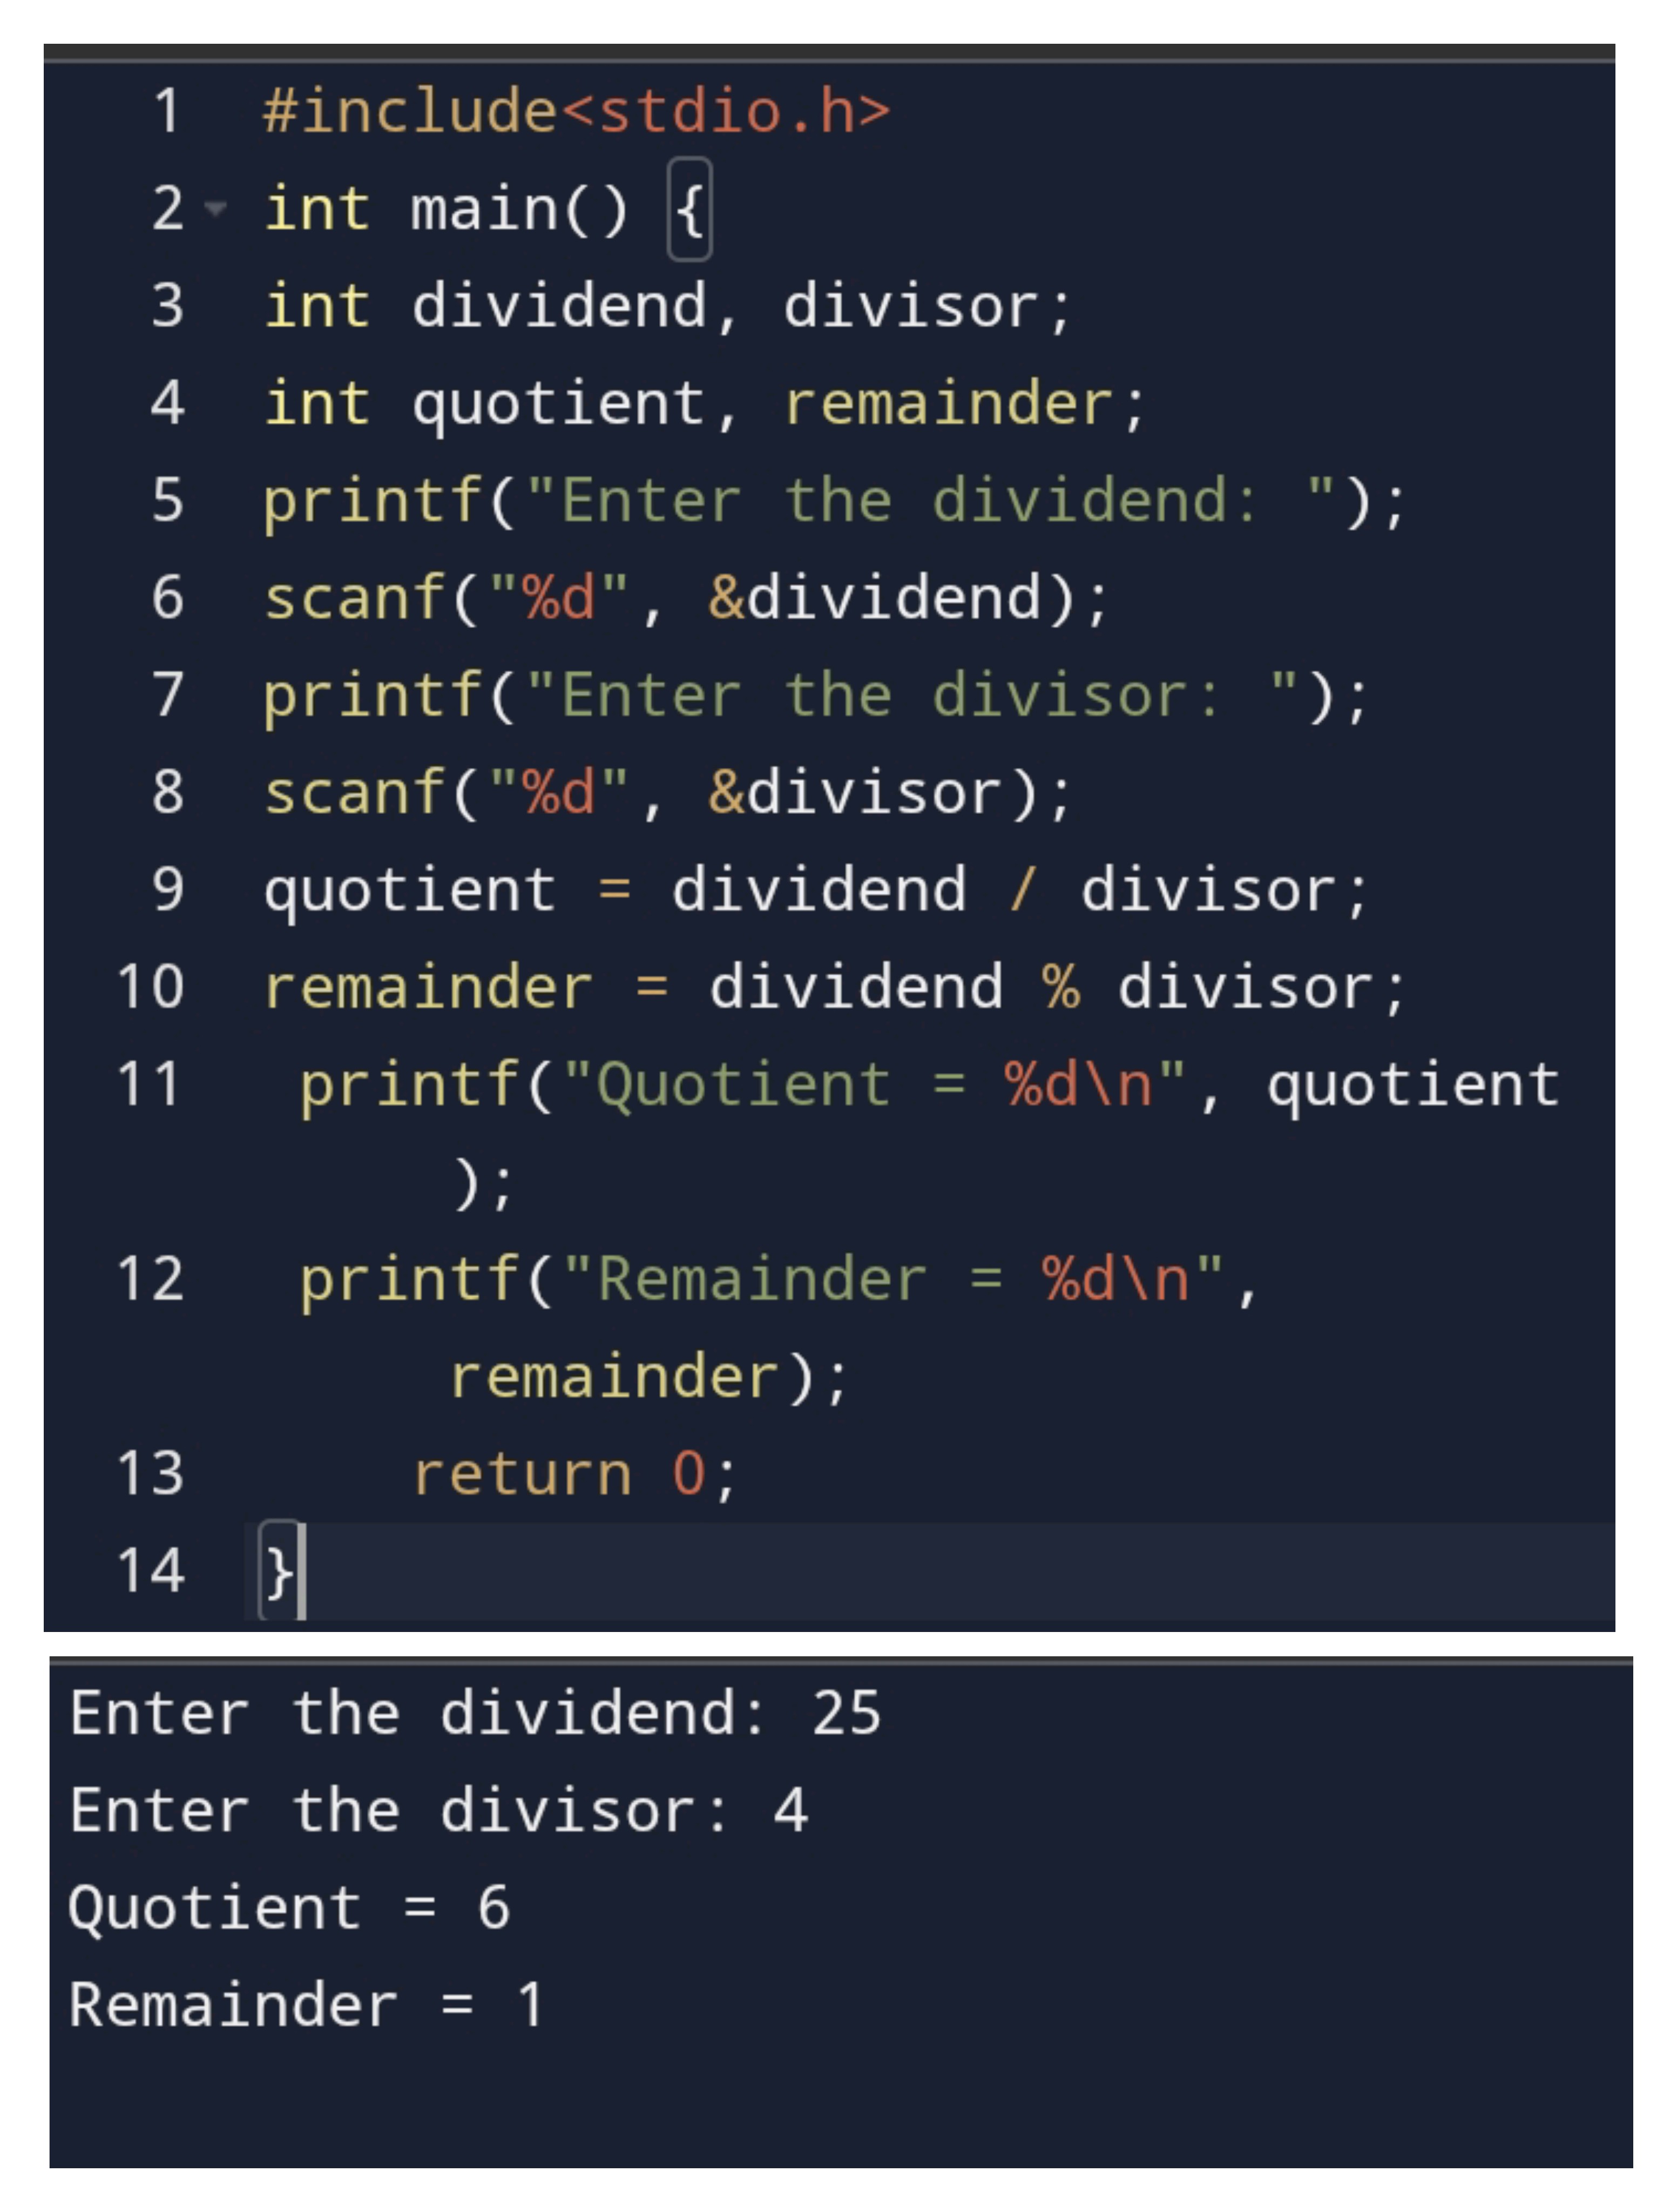 1 #include<stdio.h>
2 int main() {
3 int dividend, divisor;
4 int quotient, remainder;
5 printf("Enter the dividend: ");
6 scanf("%d", &dividend);
7 printf("Enter the divisor: ");
8 scanf("%d", &divisor);
9 quotient = dividend / divisor;
10 remainder = dividend % divisor;
11 printf("Quotient = %d\n", quotient
);
12 printf("Remainder = %d\n",
remainder);
13 return 0;
14 }
Enter the dividend: 25
Enter the divisor: 4
Quotient = 6
Remainder = 1